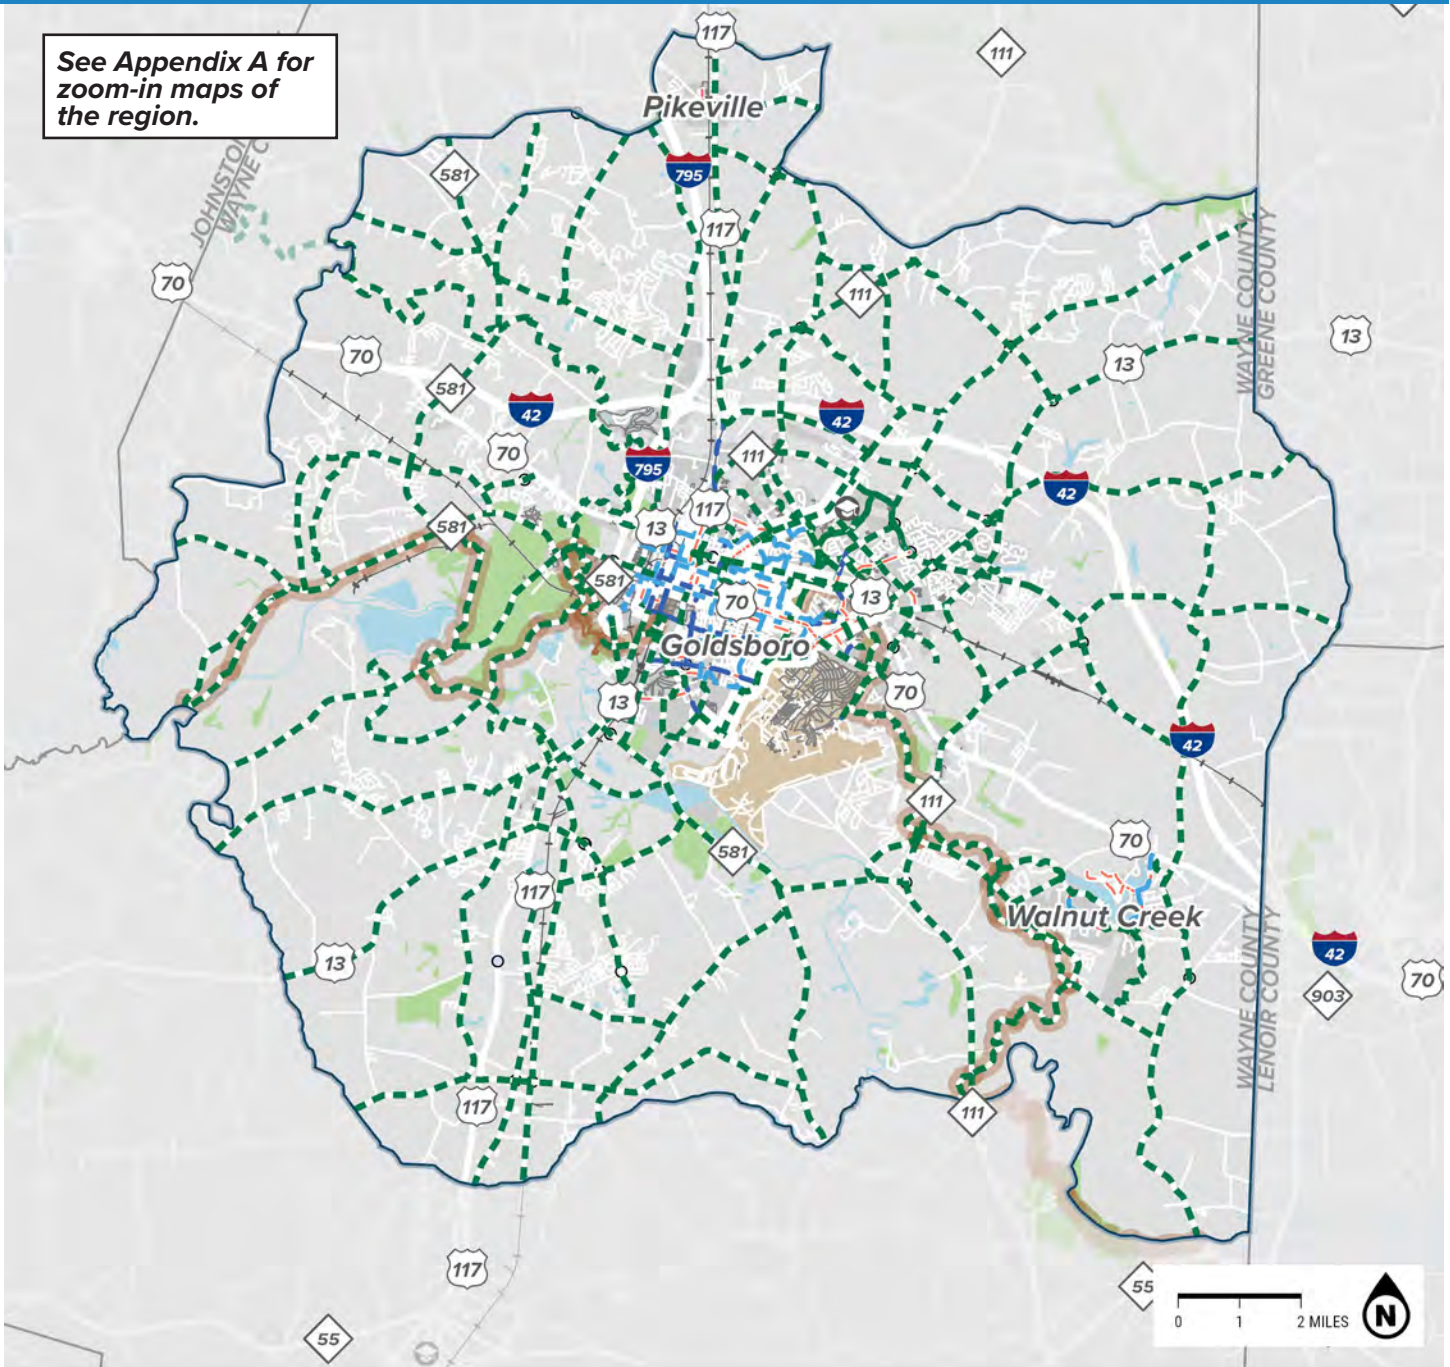 See Appendix A for
zoom-in maps of
the region.
117
111
Pikeville
JOHNSTON
WAYNE C
581
795
117
70
111
WAYNE COUNTY
GREENE COUNTY
13
70
13
581
42
42
70
111
795
42
117
581
13
581
70
13
Goldsboro
70
13
42
111
70
581
117
Walnut Creek
13
42
70
903
WAYNE COUNTY
LENOIR COUNTY
117
111
117
55
55
0 1 2 MILES
N